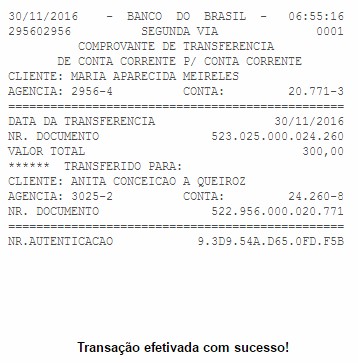 30/11/2016 - BANCO DO BRASIL - 06:55:16
295602956 SEGUNDA VIA 0001
COMPROVANTE DE TRANSFERENCIA
DE CONTA CORRENTE P/ CONTA CORRENTE
CLIENTE: MARIA APARECIDA MEIRELES
AGENCIA: 2956-4 CONTA: 20.771-3
================================================
DATA DA TRANSFERENCIA 30/11/2016
NR. DOCUMENTO 523.025.000.024.260
VALOR TOTAL 300,00
****** TRANSFERIDO PARA:
CLIENTE: ANITA CONCEICAO A QUEIROZ
AGENCIA: 3025-2 CONTA: 24.260-8
NR. DOCUMENTO 522.956.000.020.771
================================================
NR.AUTENTICACAO 9.3D9.54A.D65.0FD.F5B
Transação efetivada com sucesso!